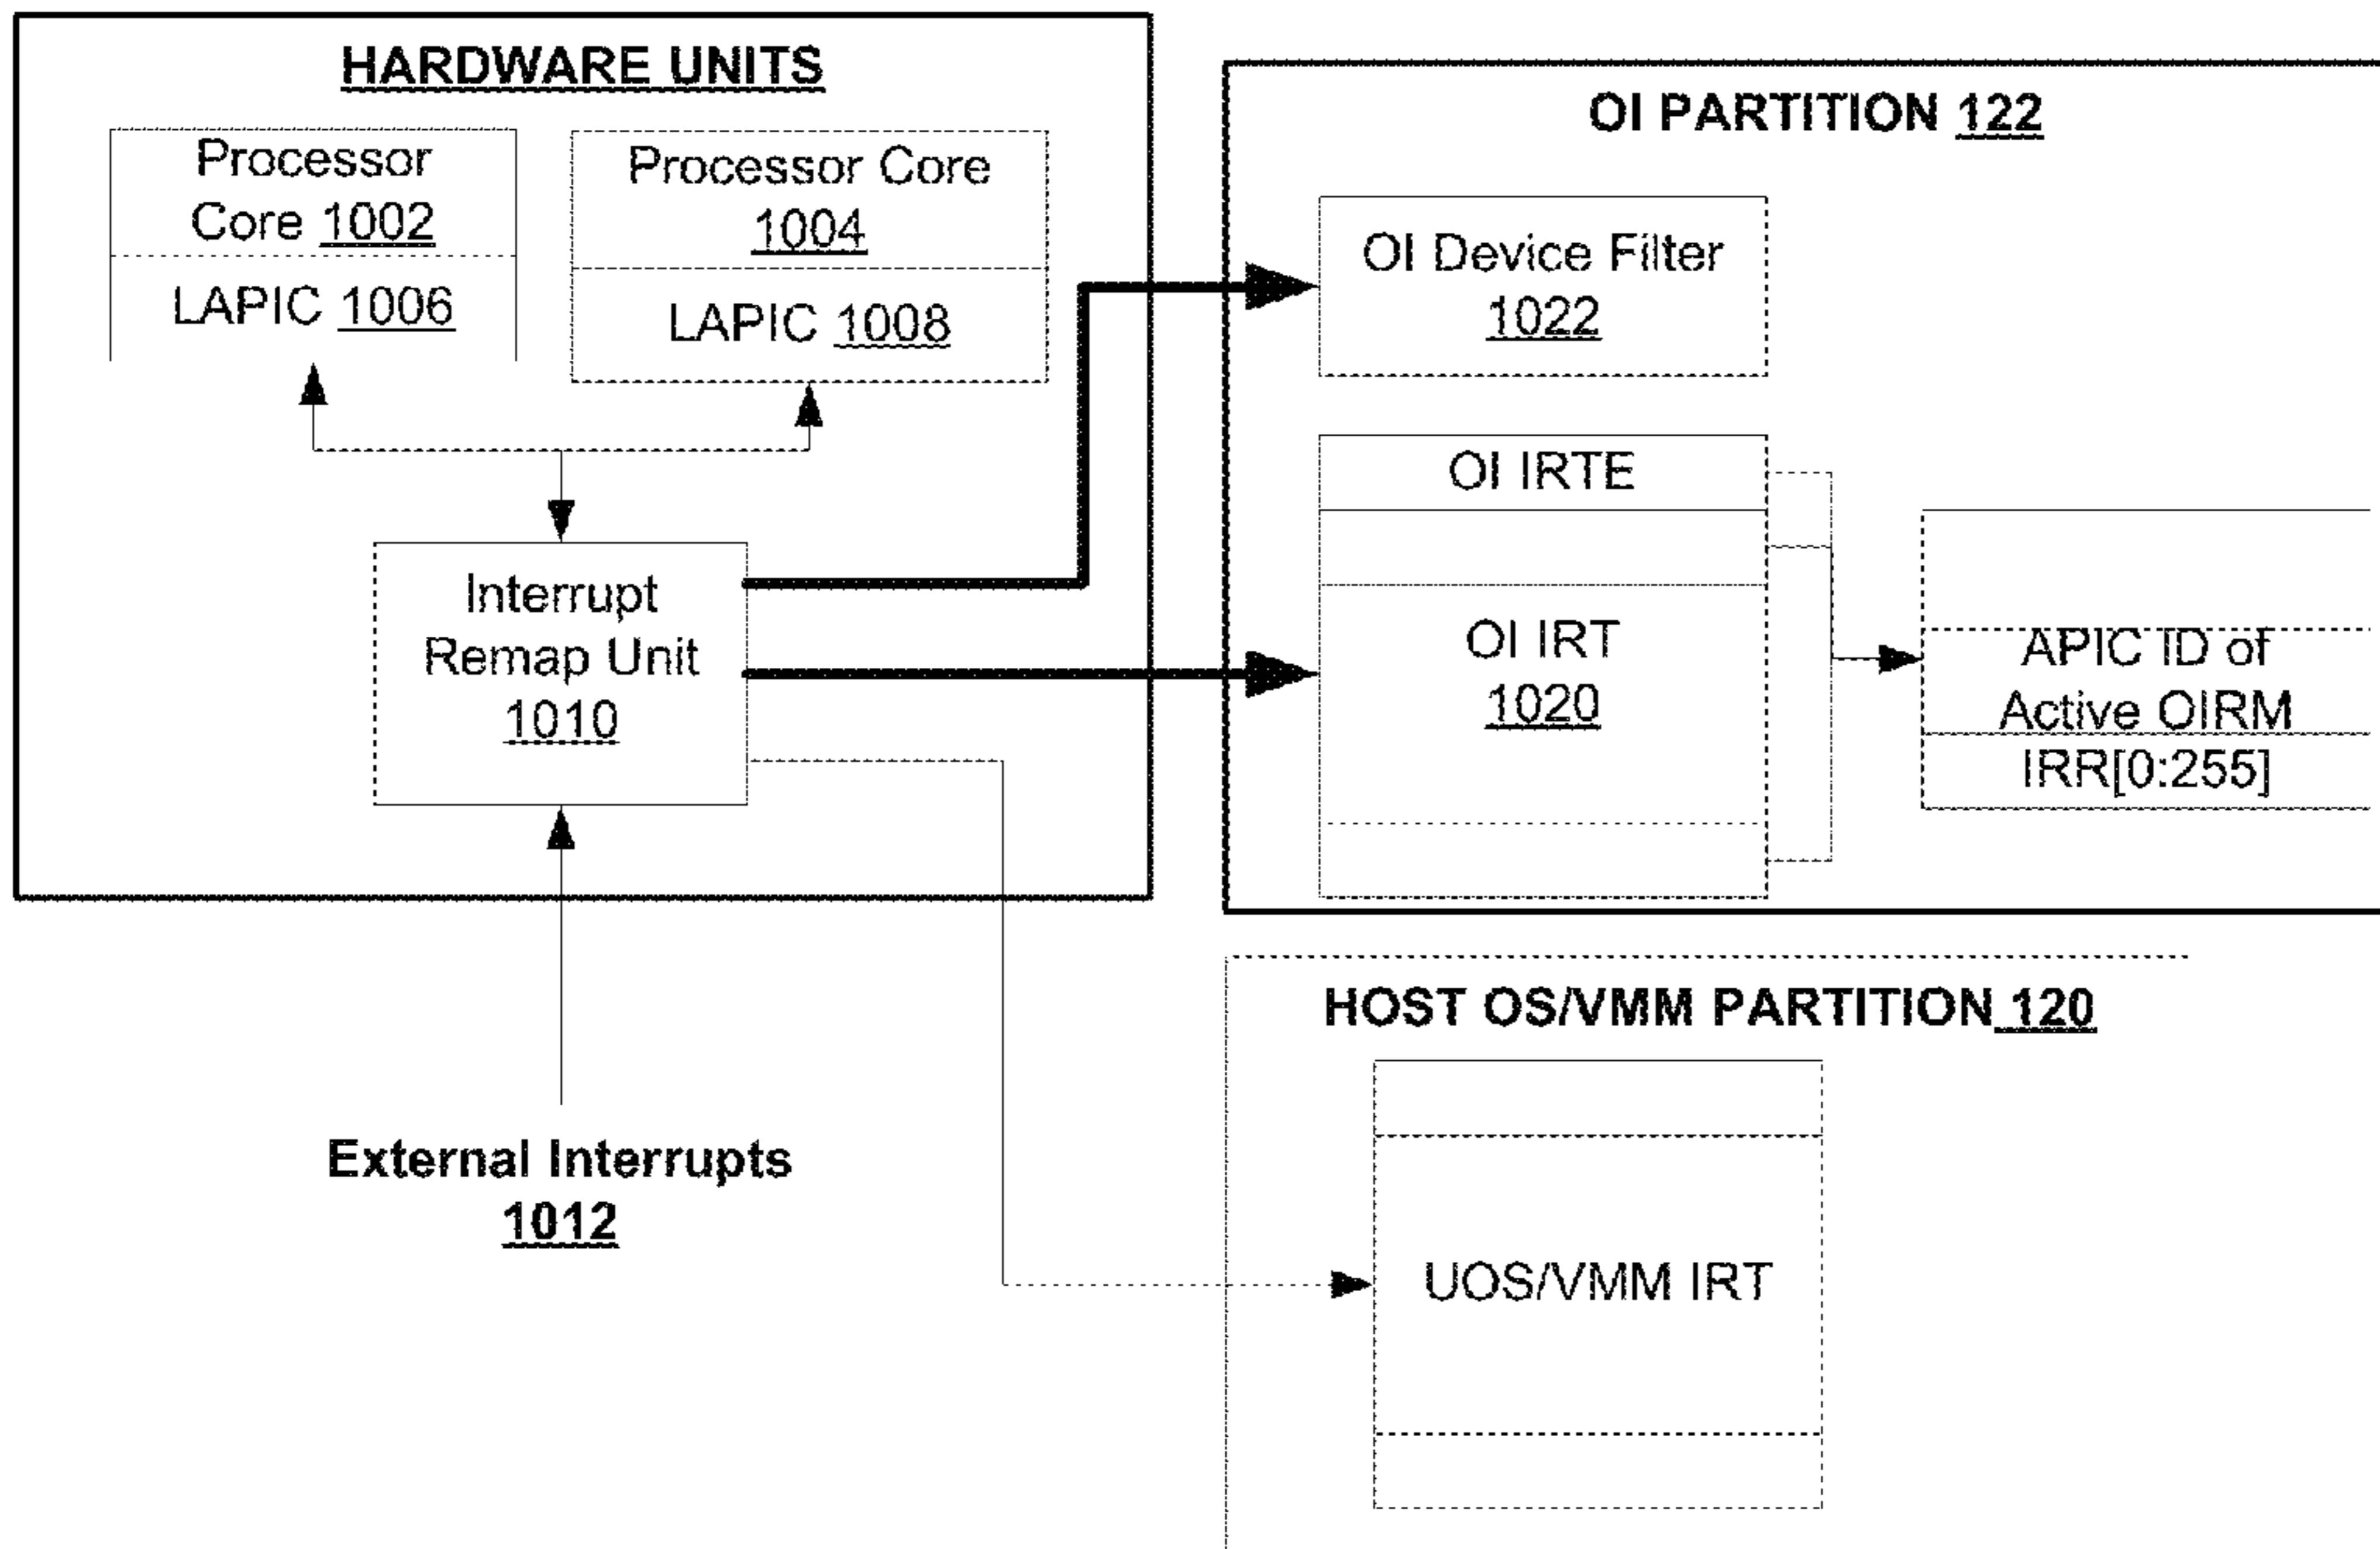 HARDWARE UNITS
Processor
Core 1002
LAPIC 1006
Processor Core
1004
LAPIC 1008
Interrupt
Remap Unit
1010
External Interrupts
1012
OI PARTITION 122
OI Device Filter
1022
OI IRTE
OI IRT
1020
APIC ID of
Active OIRM
IRR[0:255]
HOST OS/VMM PARTITION 120
UOS/VMM IRT